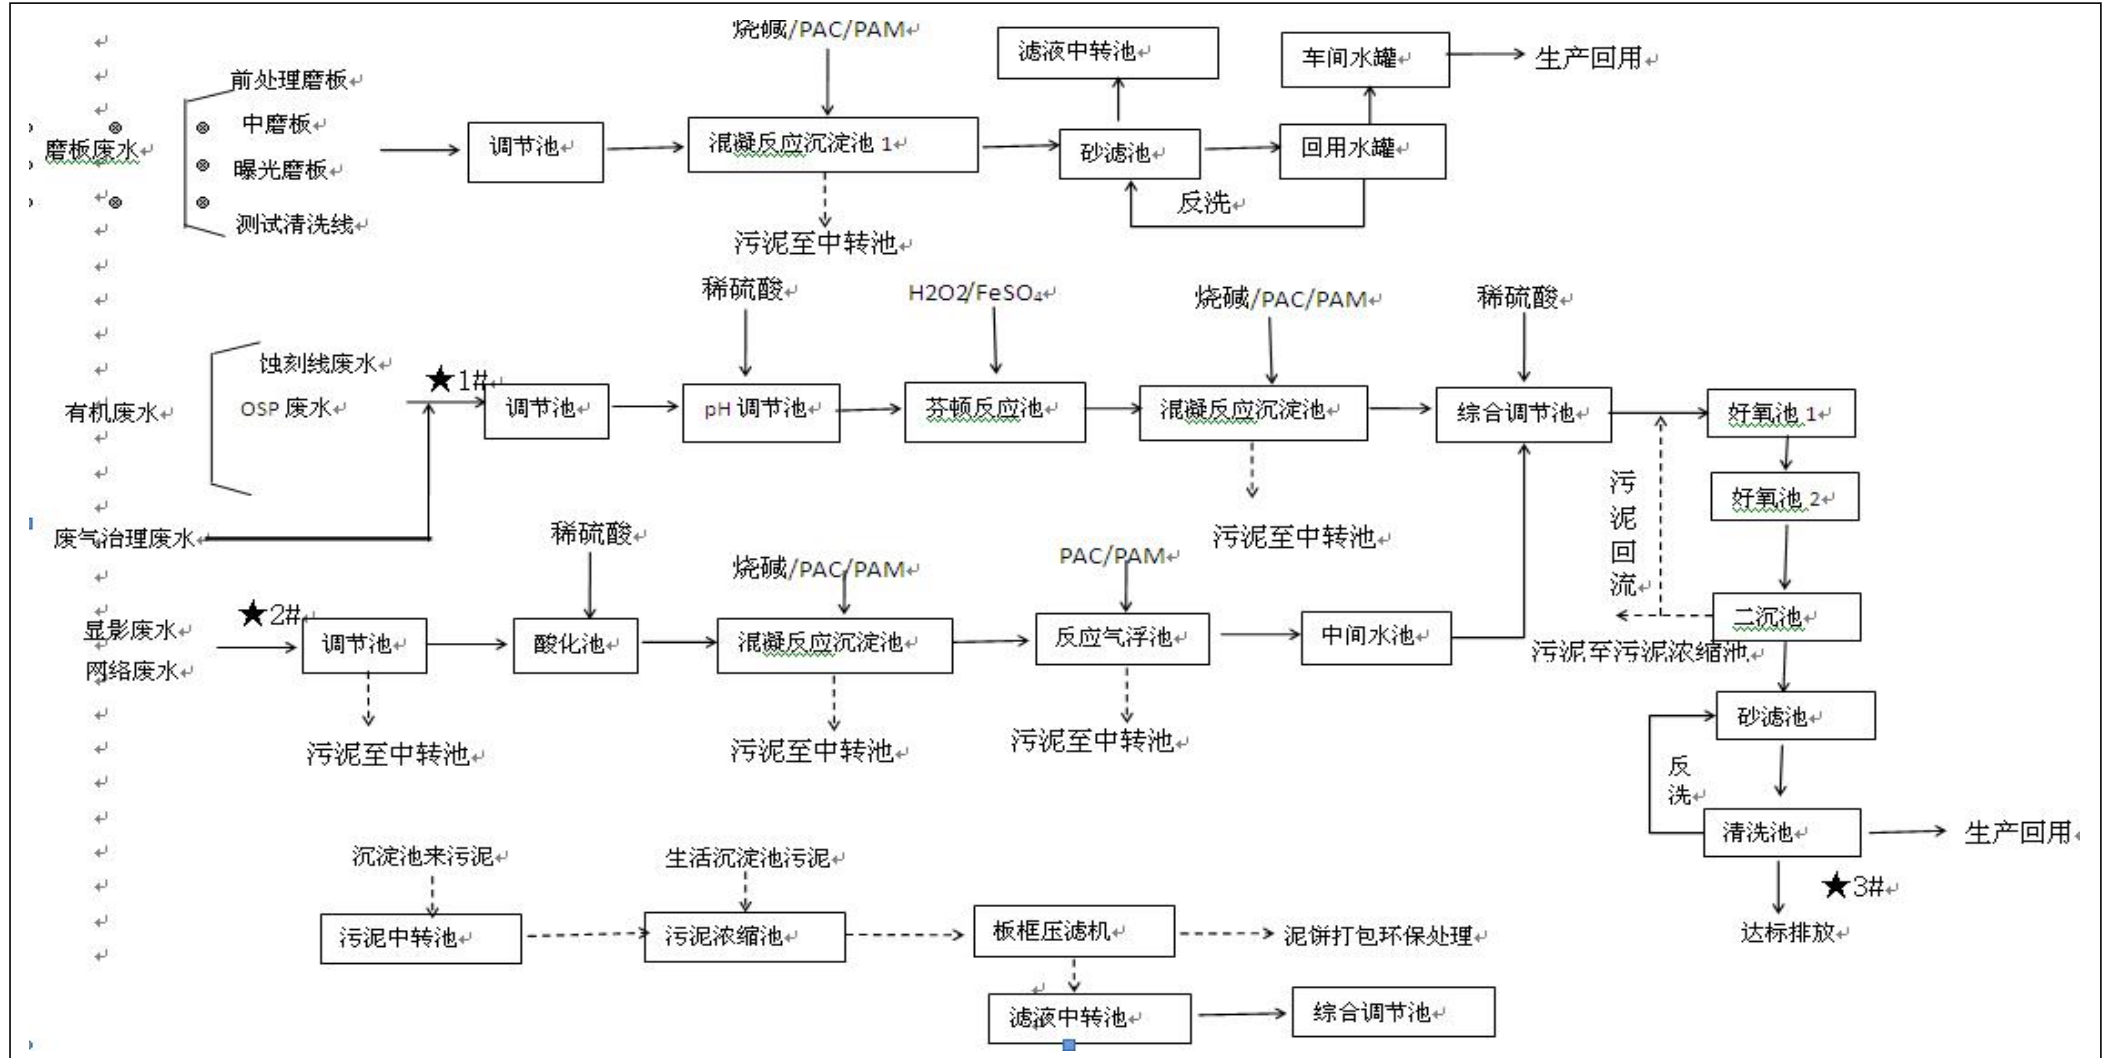 烧碱/PAC/PAM
滤液中转池
车间水罐
生产回用
前处理磨板
中磨板
磨板废水
曝光磨板
测试清洗线
调节池
混凝反应沉淀池 1
砂滤池
回用水罐
反洗
污泥至中转池
稀硫酸
H2O2/FeSO₄
烧碱/PAC/PAM
稀硫酸
蚀刻线废水
★1#
有机废水
OSP 废水
调节池
pH 调节池
芬顿反应池
混凝反应沉淀池
综合调节池
好氧池 1
好氧池 2
污
泥
回
流
废气治理废水
稀硫酸
烧碱/PAC/PAM
PAC/PAM
污泥至中转池
★2#
显影废水
网络废水
调节池
酸化池
混凝反应沉淀池
反应气浮池
中间水池
二沉池
污泥至污泥浓缩池
污泥至中转池
污泥至中转池
污泥至中转池
砂滤池
反
洗
清洗池
生产回用
★3#
达标排放
沉淀池来污泥
生活沉淀池污泥
污泥中转池
污泥浓缩池
板框压滤机
泥饼打包环保处理
滤液中转池
综合调节池